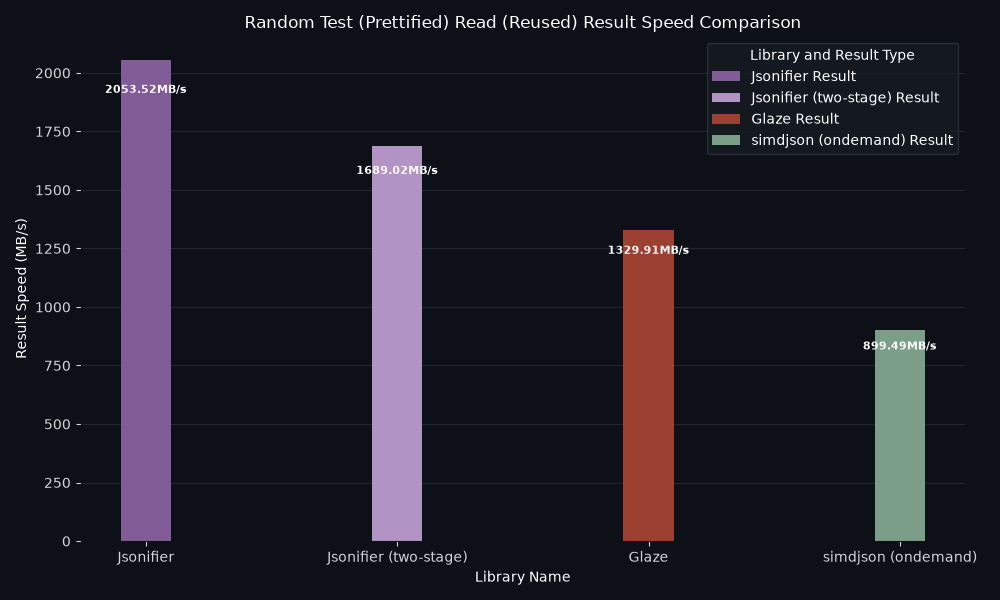 Random Test (Prettified) Read (Reused) Result Speed Comparison
Library and Result Type
Jsonifier Result
Jsonifier (two-stage) Result
Glaze Result
simdjson (ondemand) Result
Result Speed (MB/s)
2000
1750
1500
1250
1000
750
500
250
0
2053.52MB/s
1689.02MB/s
1329.91MB/s
899.49MB/s
Jsonifier
Jsonifier (two-stage)
Glaze
simdjson (ondemand)
Library Name